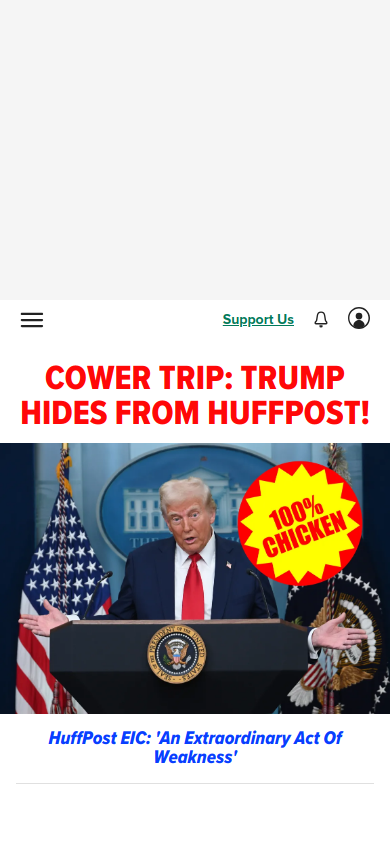 Support Us
COWER TRIP: TRUMP
HIDES FROM HUFFPOST!
100%
CHICKEN
HuffPost EIC: 'An Extraordinary Act Of
Weakness'